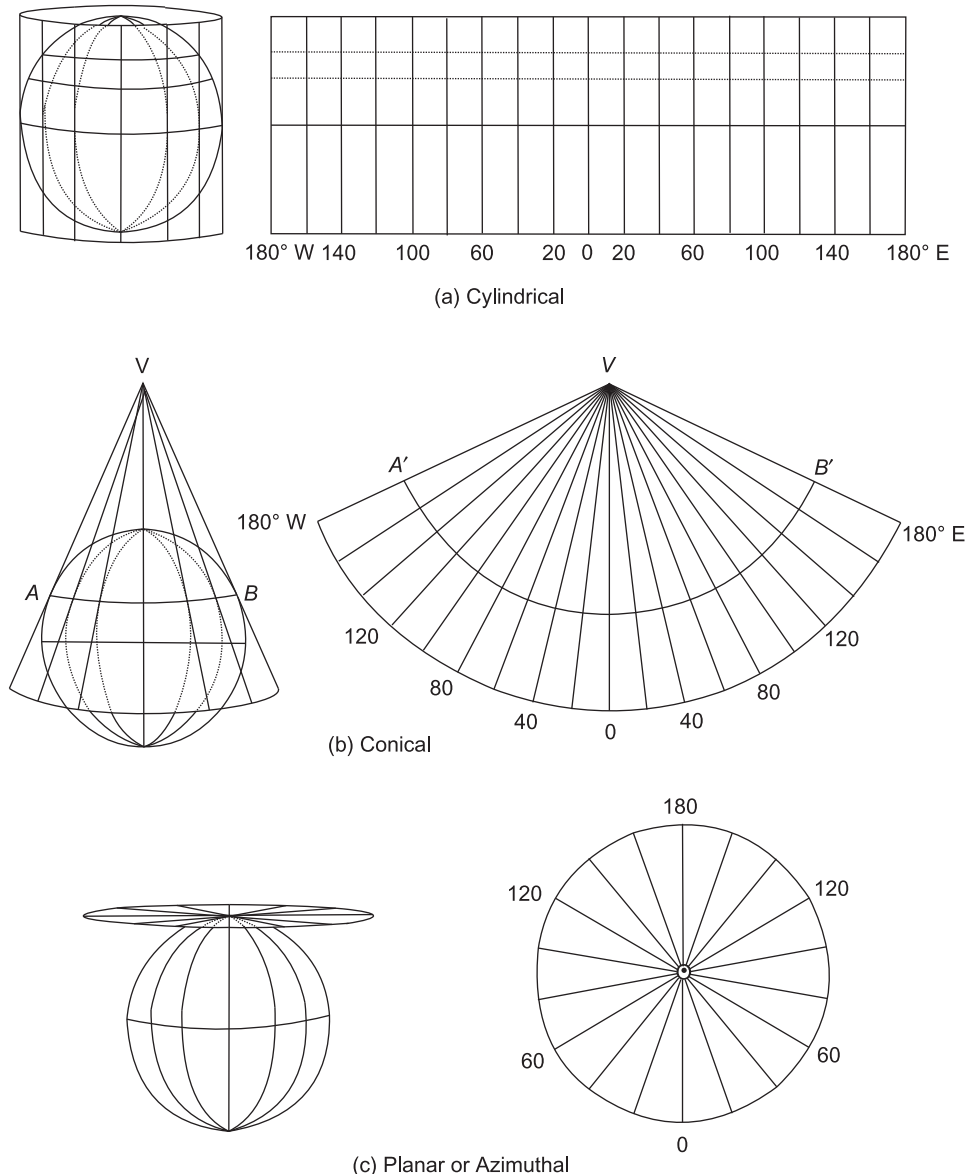 180° W 140 100 60 20 0 20 60 100 140 180° E
(a) Cylindrical
V
V
A′ B′
180° W 180° E
A B
120 120
80 80
40 40
0
(b) Conical
180
120 120
60 60
0
(c) Planar or Azimuthal